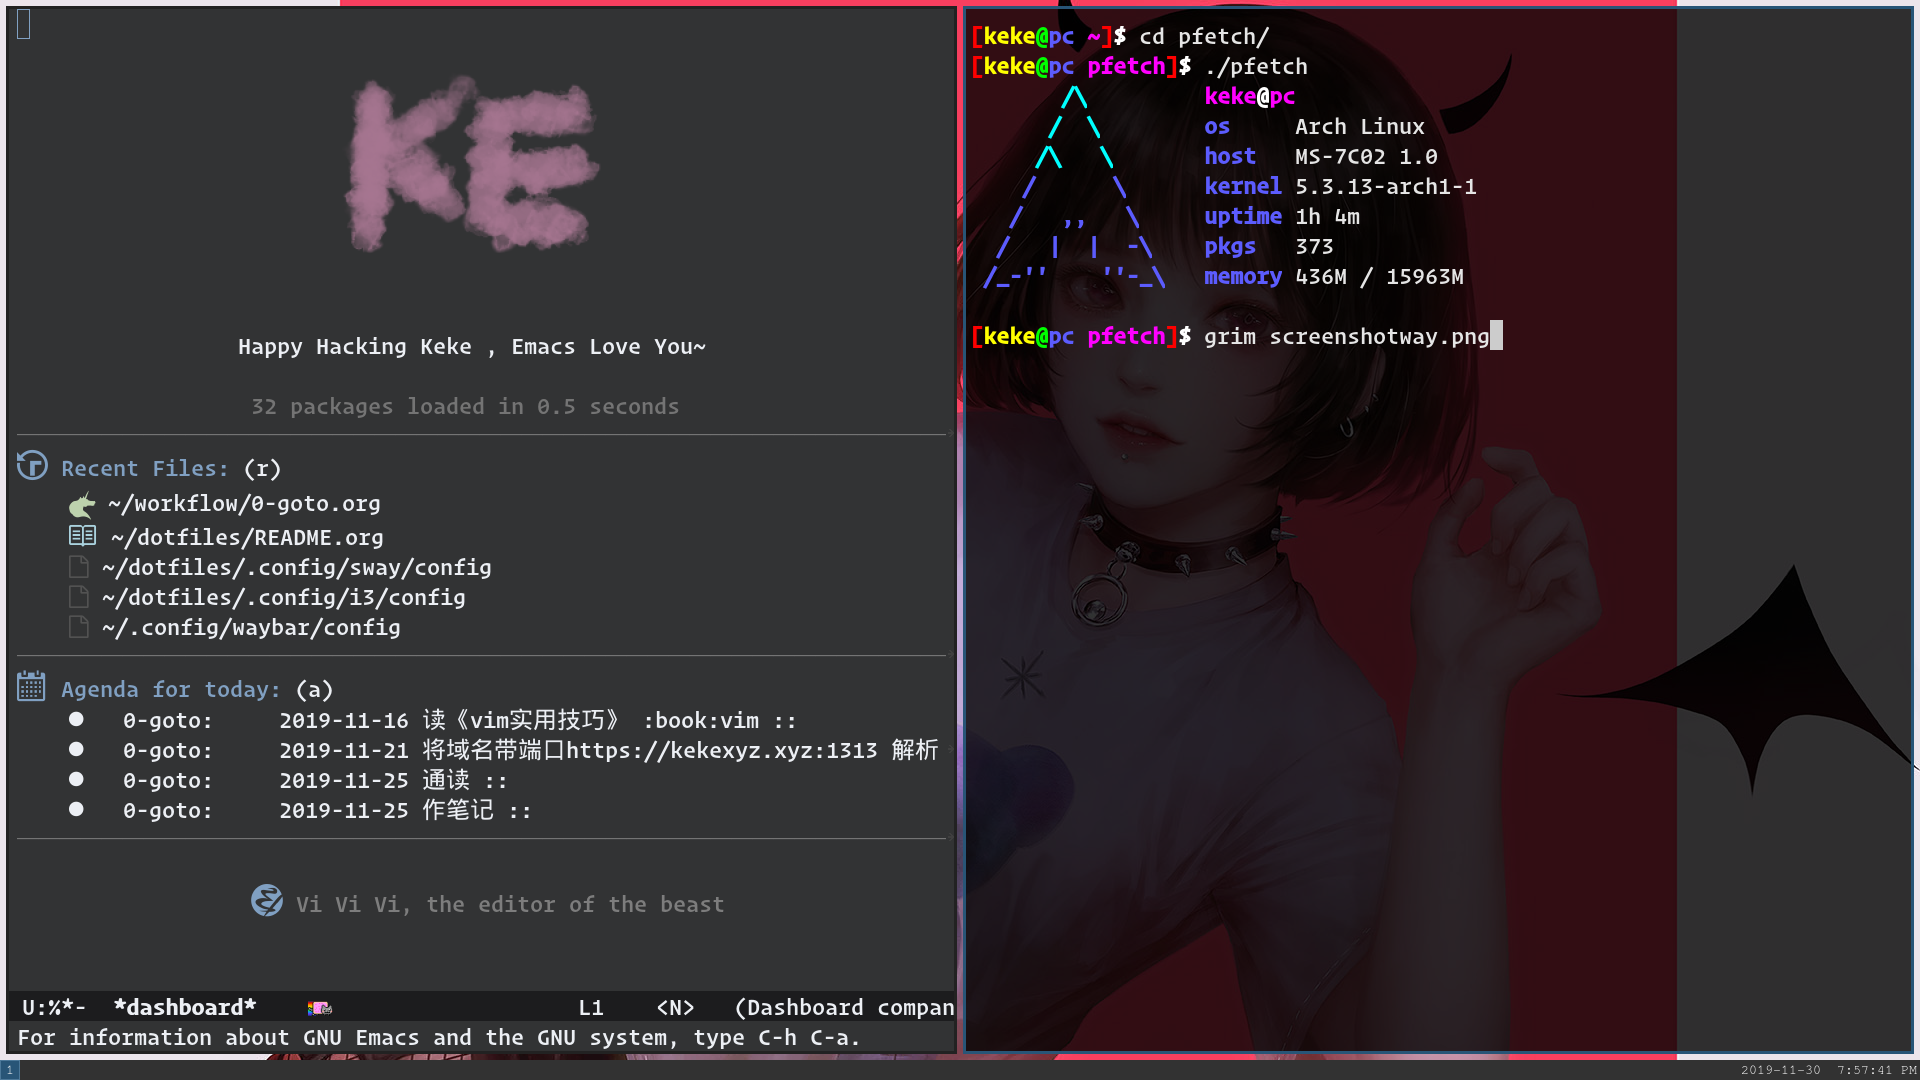 KE
Happy Hacking Keke , Emacs Love You~
32 packages loaded in 0.5 seconds
Recent Files: (r)
~/workflow/0-goto.org
~/dotfiles/README.org
~/dotfiles/.config/sway/config
~/dotfiles/.config/i3/config
~/.config/waybar/config
Agenda for today: (a)
0-goto: 2019-11-16 读《vim实用技巧》 :book:vim ::
0-goto: 2019-11-21 将域名带端口https://kekexyz.xyz:1313 解析
0-goto: 2019-11-25 通读 ::
0-goto: 2019-11-25 作笔记 ::
Vi Vi Vi, the editor of the beast
U:%*- *dashboard* L1 <N> (Dashboard compan
For information about GNU Emacs and the GNU system, type C-h C-a.
[keke@pc ~]$ cd pfetch/
[keke@pc pfetch]$ ./pfetch
keke@pc
os Arch Linux
host MS-7C02 1.0
kernel 5.3.13-arch1-1
uptime 1h 4m
pkgs 373
memory 436M / 15963M
[keke@pc pfetch]$ grim screenshotway.png
1
2019-11-30 7:57:41 PM